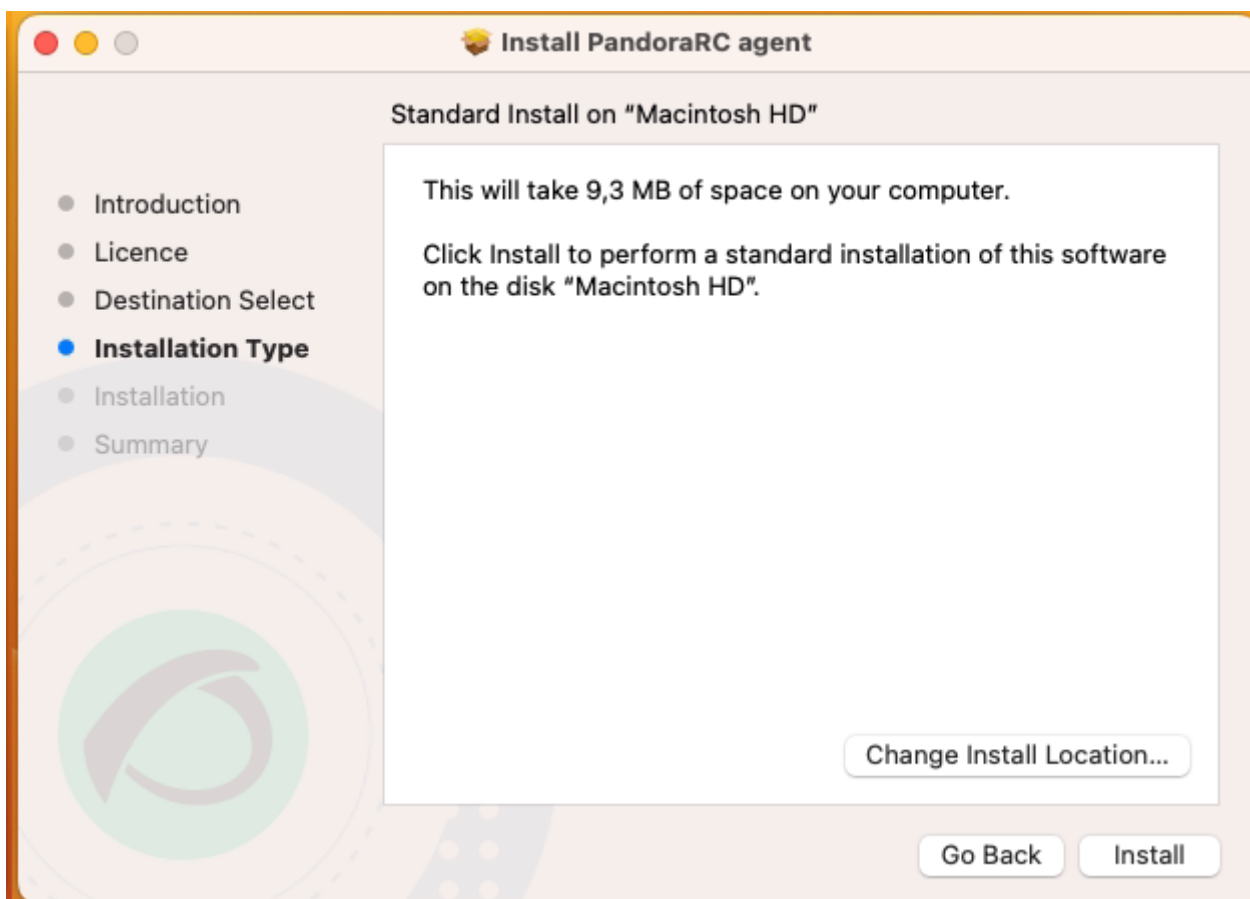 Install PandoraRC agent
Standard Install on “Macintosh HD”
Introduction
Licence
Destination Select
Installation Type
Installation
Summary
This will take 9,3 MB of space on your computer.
Click Install to perform a standard installation of this software
on the disk “Macintosh HD”.
Change Install Location...
Go Back
Install